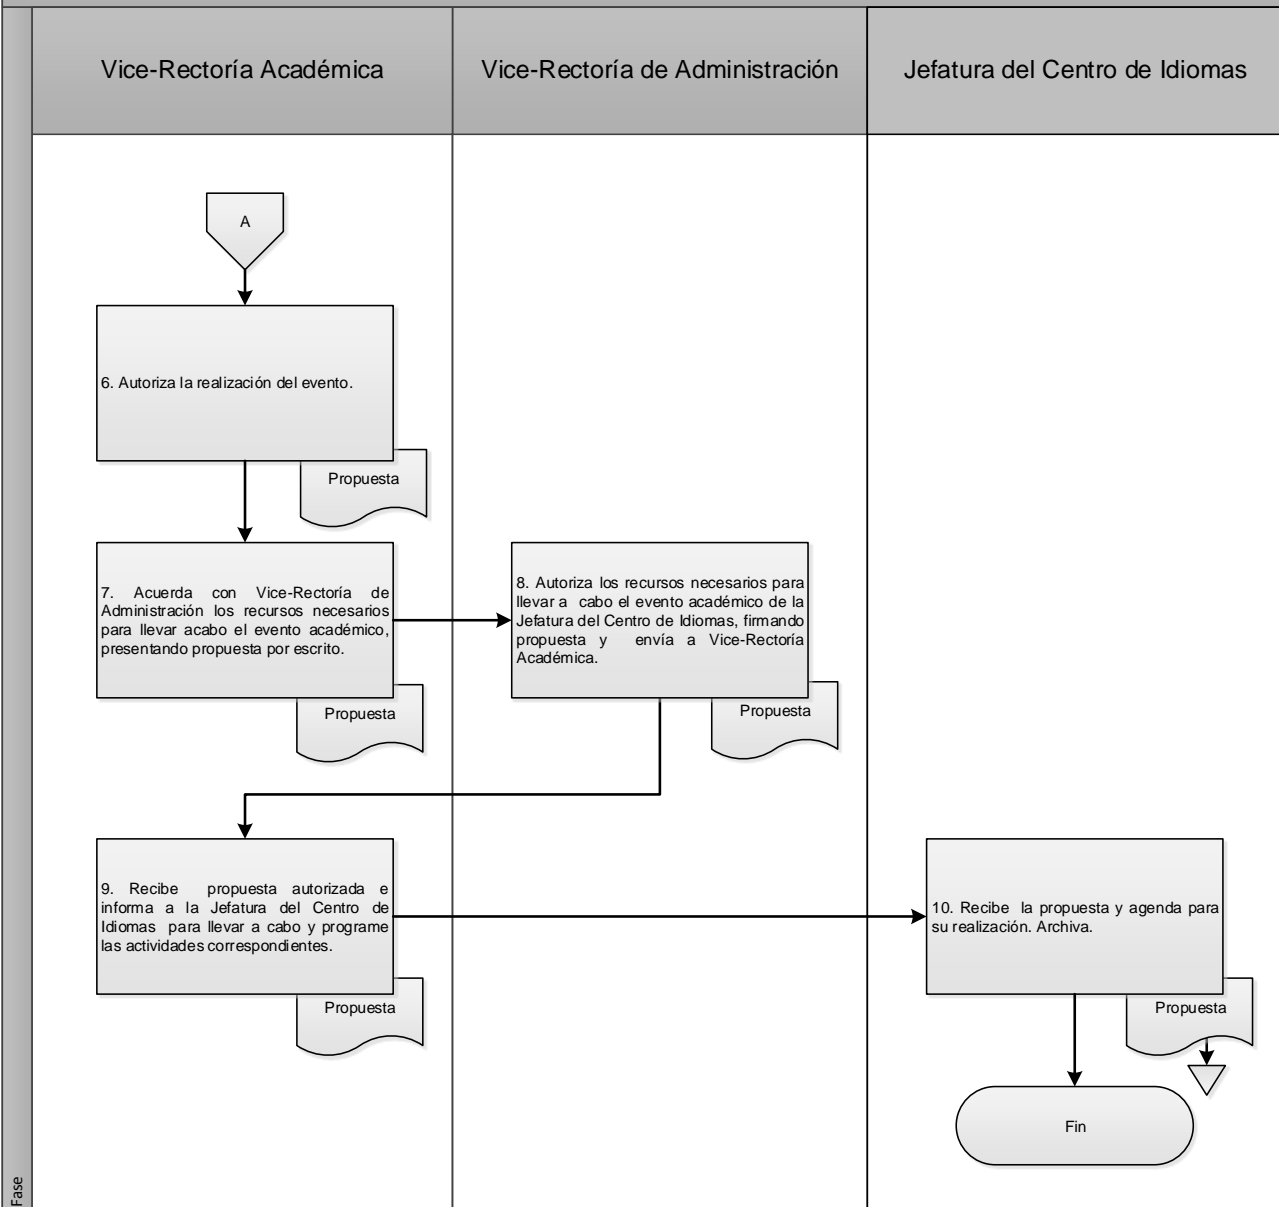 Vice-Rectoría Académica
Vice-Rectoría de Administración
Jefatura del Centro de Idiomas
A
6. Autoriza la realización del evento.
Propuesta
7. Acuerda con Vice-Rectoría de
Administración los recursos necesarios
para llevar acabo el evento académico,
presentando propuesta por escrito.
Propuesta
8. Autoriza los recursos necesarios para
llevar a cabo el evento académico de la
Jefatura del Centro de Idiomas, firmando
propuesta y envía a Vice-Rectoría
Académica.
Propuesta
9. Recibe propuesta autorizada e
informa a la Jefatura del Centro de
Idiomas para llevar a cabo y programe
las actividades correspondientes.
Propuesta
10. Recibe la propuesta y agenda para
su realización. Archiva.
Propuesta
Fin
Fase